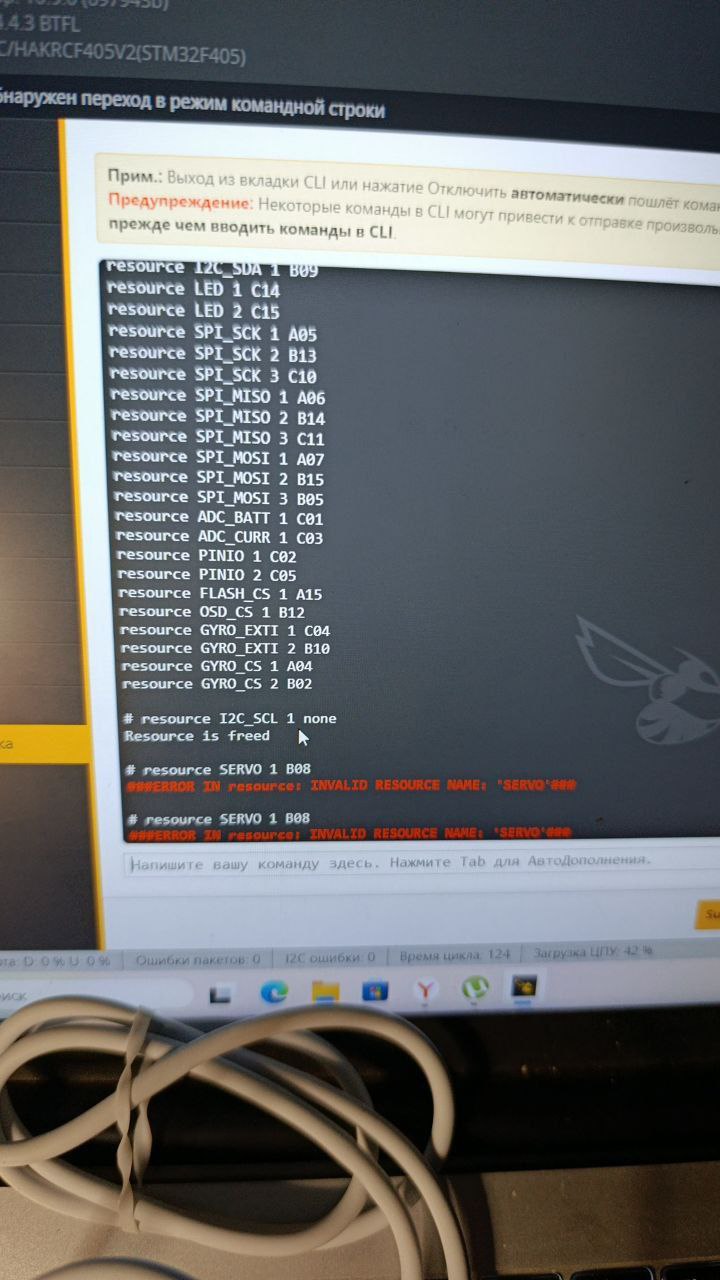 4.4.3 BTFL
C/HAKRCF405V2(STM32F405)
бнаружен переход в режим командной строки
Прим.: Выход из вкладки CLI или нажатие Отключить автоматически пошлёт кома
Предупреждение: Некоторые команды в CLI могут привести к отправке произволь
прежде чем вводить команды в CLI.
resource I2C_SDA 1 B09
resource LED 1 C14
resource LED 2 C15
resource SPI_SCK 1 A05
resource SPI_SCK 2 B13
resource SPI_SCK 3 C10
resource SPI_MISO 1 A06
resource SPI_MISO 2 B14
resource SPI_MISO 3 C11
resource SPI_MOSI 1 A07
resource SPI_MOSI 2 B15
resource SPI_MOSI 3 B05
resource ADC_BATT 1 C01
resource ADC_CURR 1 C03
resource PINIO 1 C02
resource PINIO 2 C05
resource FLASH_CS 1 A15
resource OSD_CS 1 B12
resource GYRO_EXTI 1 C04
resource GYRO_EXTI 2 B10
resource GYRO_CS 1 A04
resource GYRO_CS 2 B02
# resource I2C_SCL 1 none
Resource is freed
# resource SERVO 1 B08
###ERROR IN resource: INVALID RESOURCE NAME: 'SERVO'###
# resource SERVO 1 B08
###ERROR IN resource: INVALID RESOURCE NAME: 'SERVO'###
ка
Напишите вашу команду здесь. Нажмите Tab для АвтоДополнения.
Su
та: D: 0 % U: 0 % Ошибки пакетов: 0 I2C ошибки: 0 Время цикла: 124 Загрузка ЦПУ: 42 %
иск